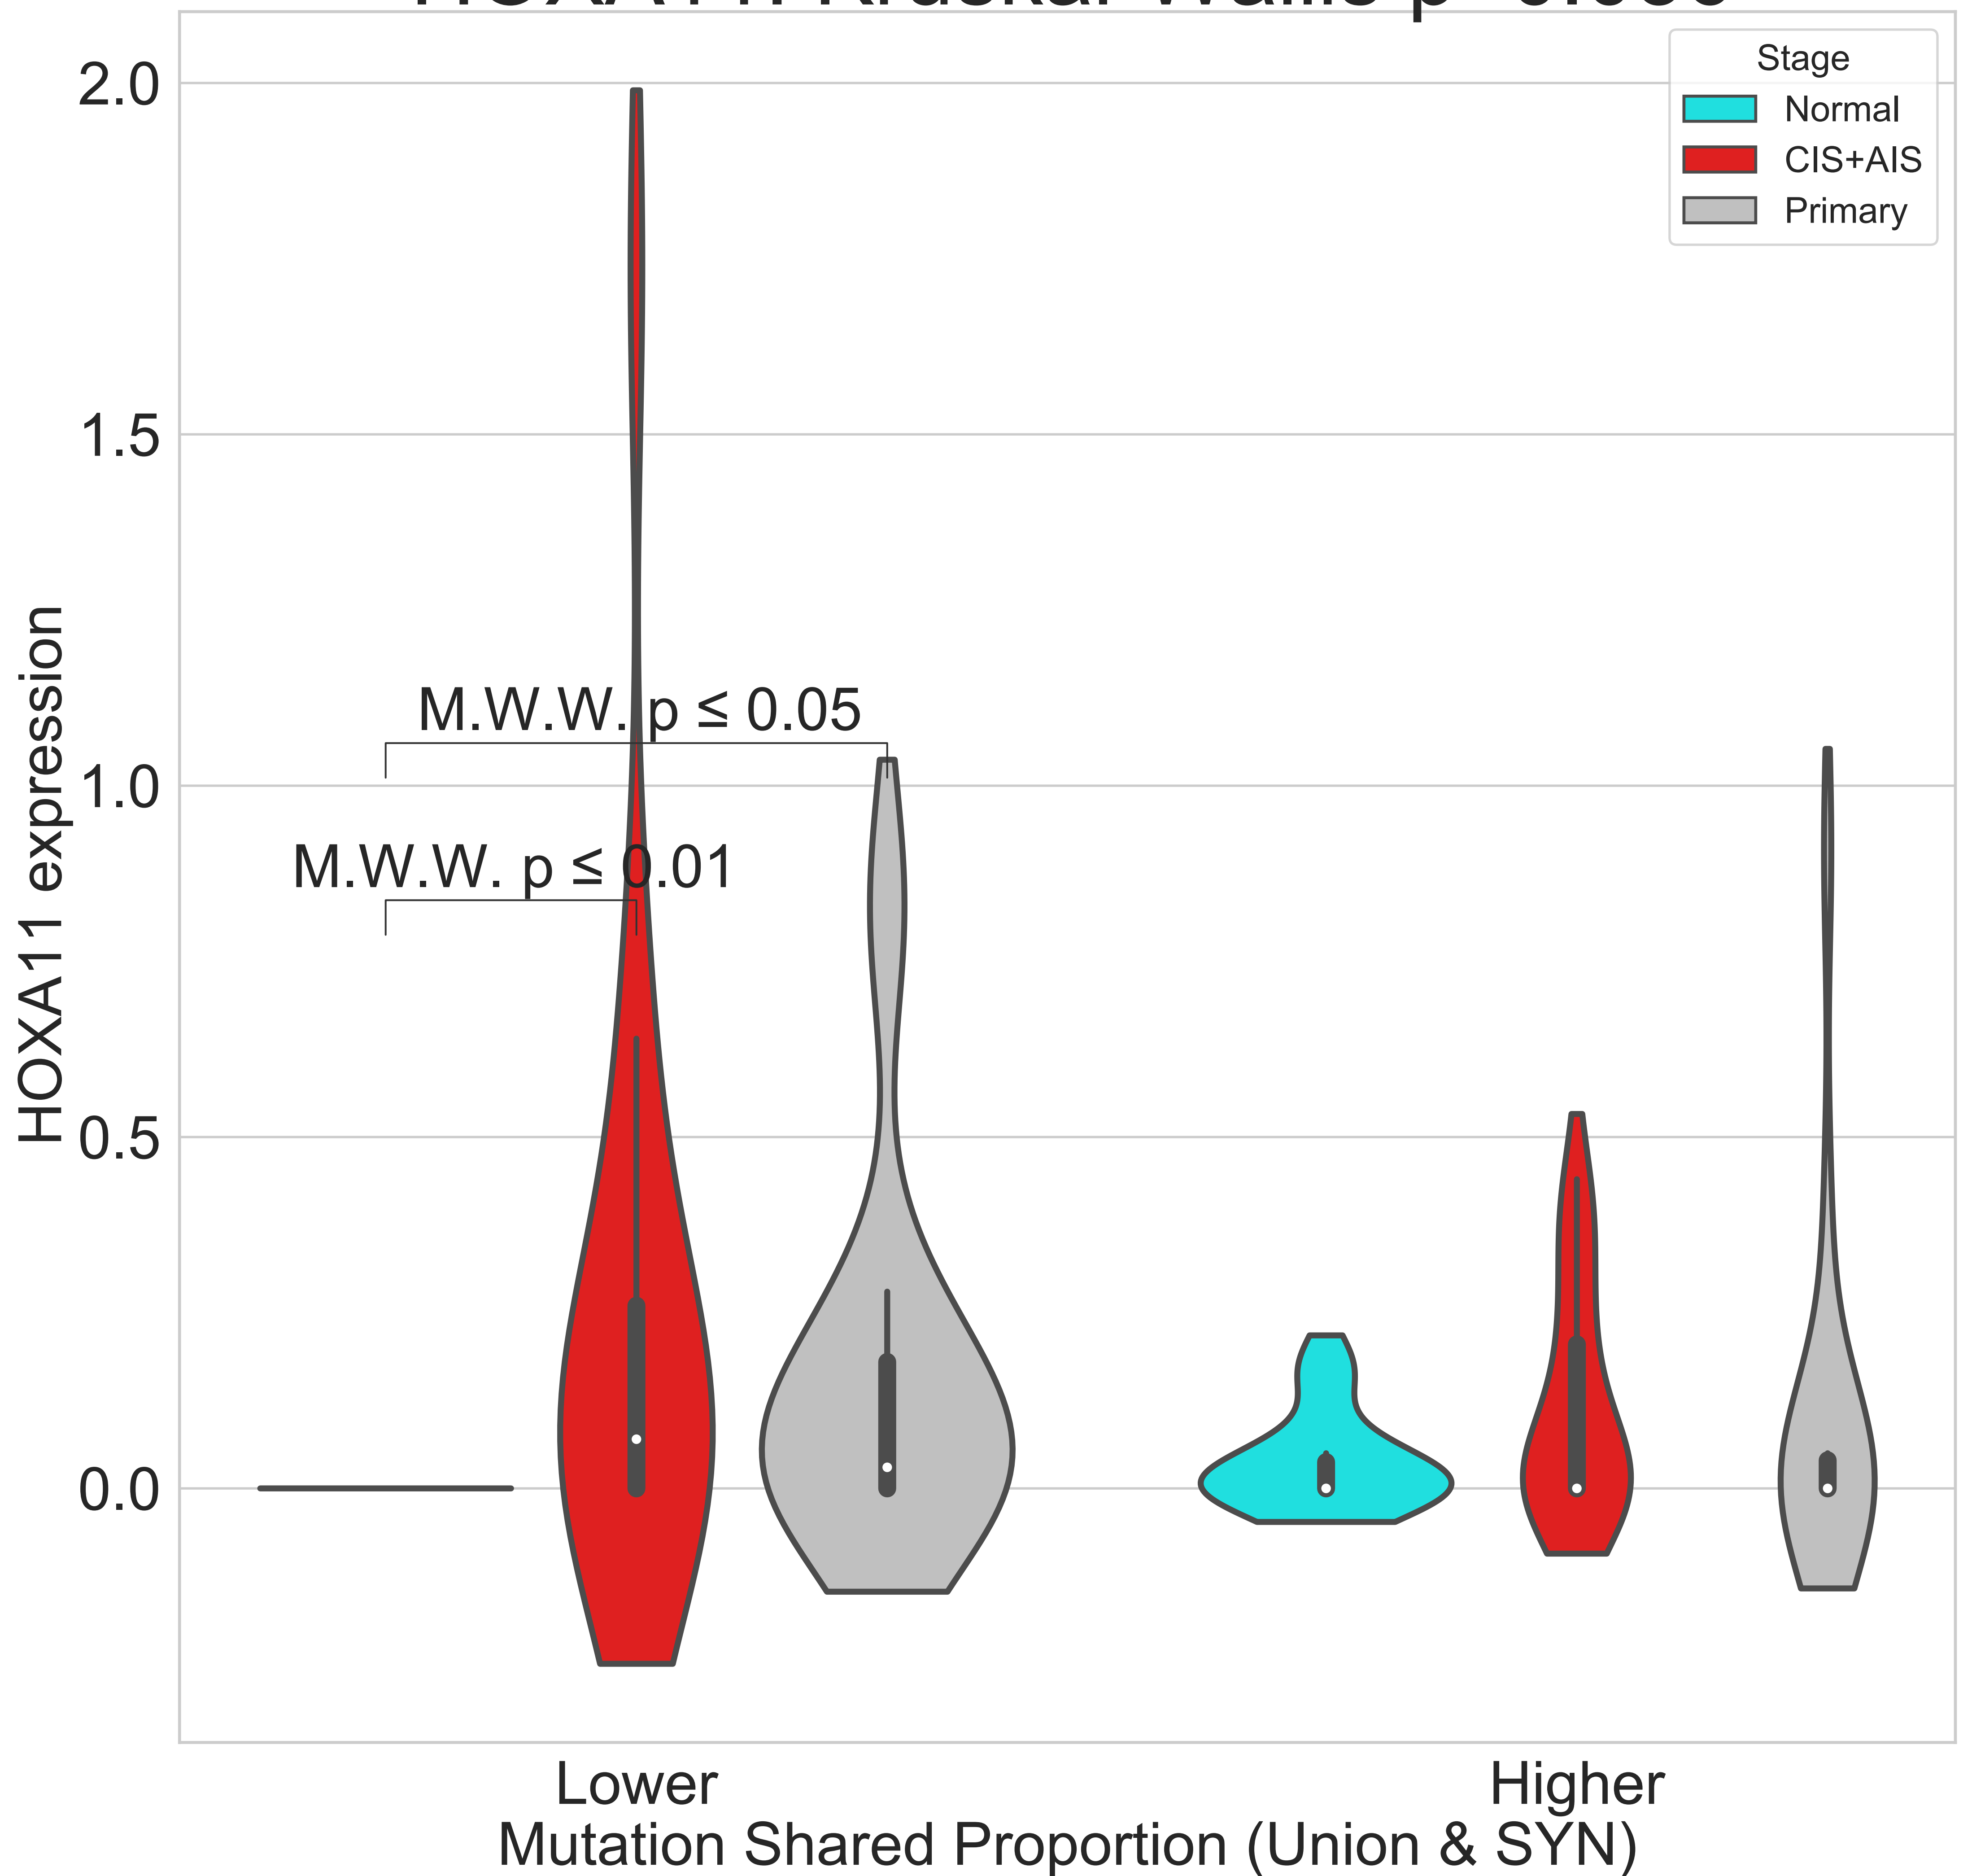 Stage
Normal
CIS+AIS
Primary
2.0
1.5
1.0
0.5
0.0
HOXA11 expression
M.W.W. p ≤ 0.05
M.W.W. p ≤ 0.01
Lower
Higher
Mutation Shared Proportion (Union & SYN)